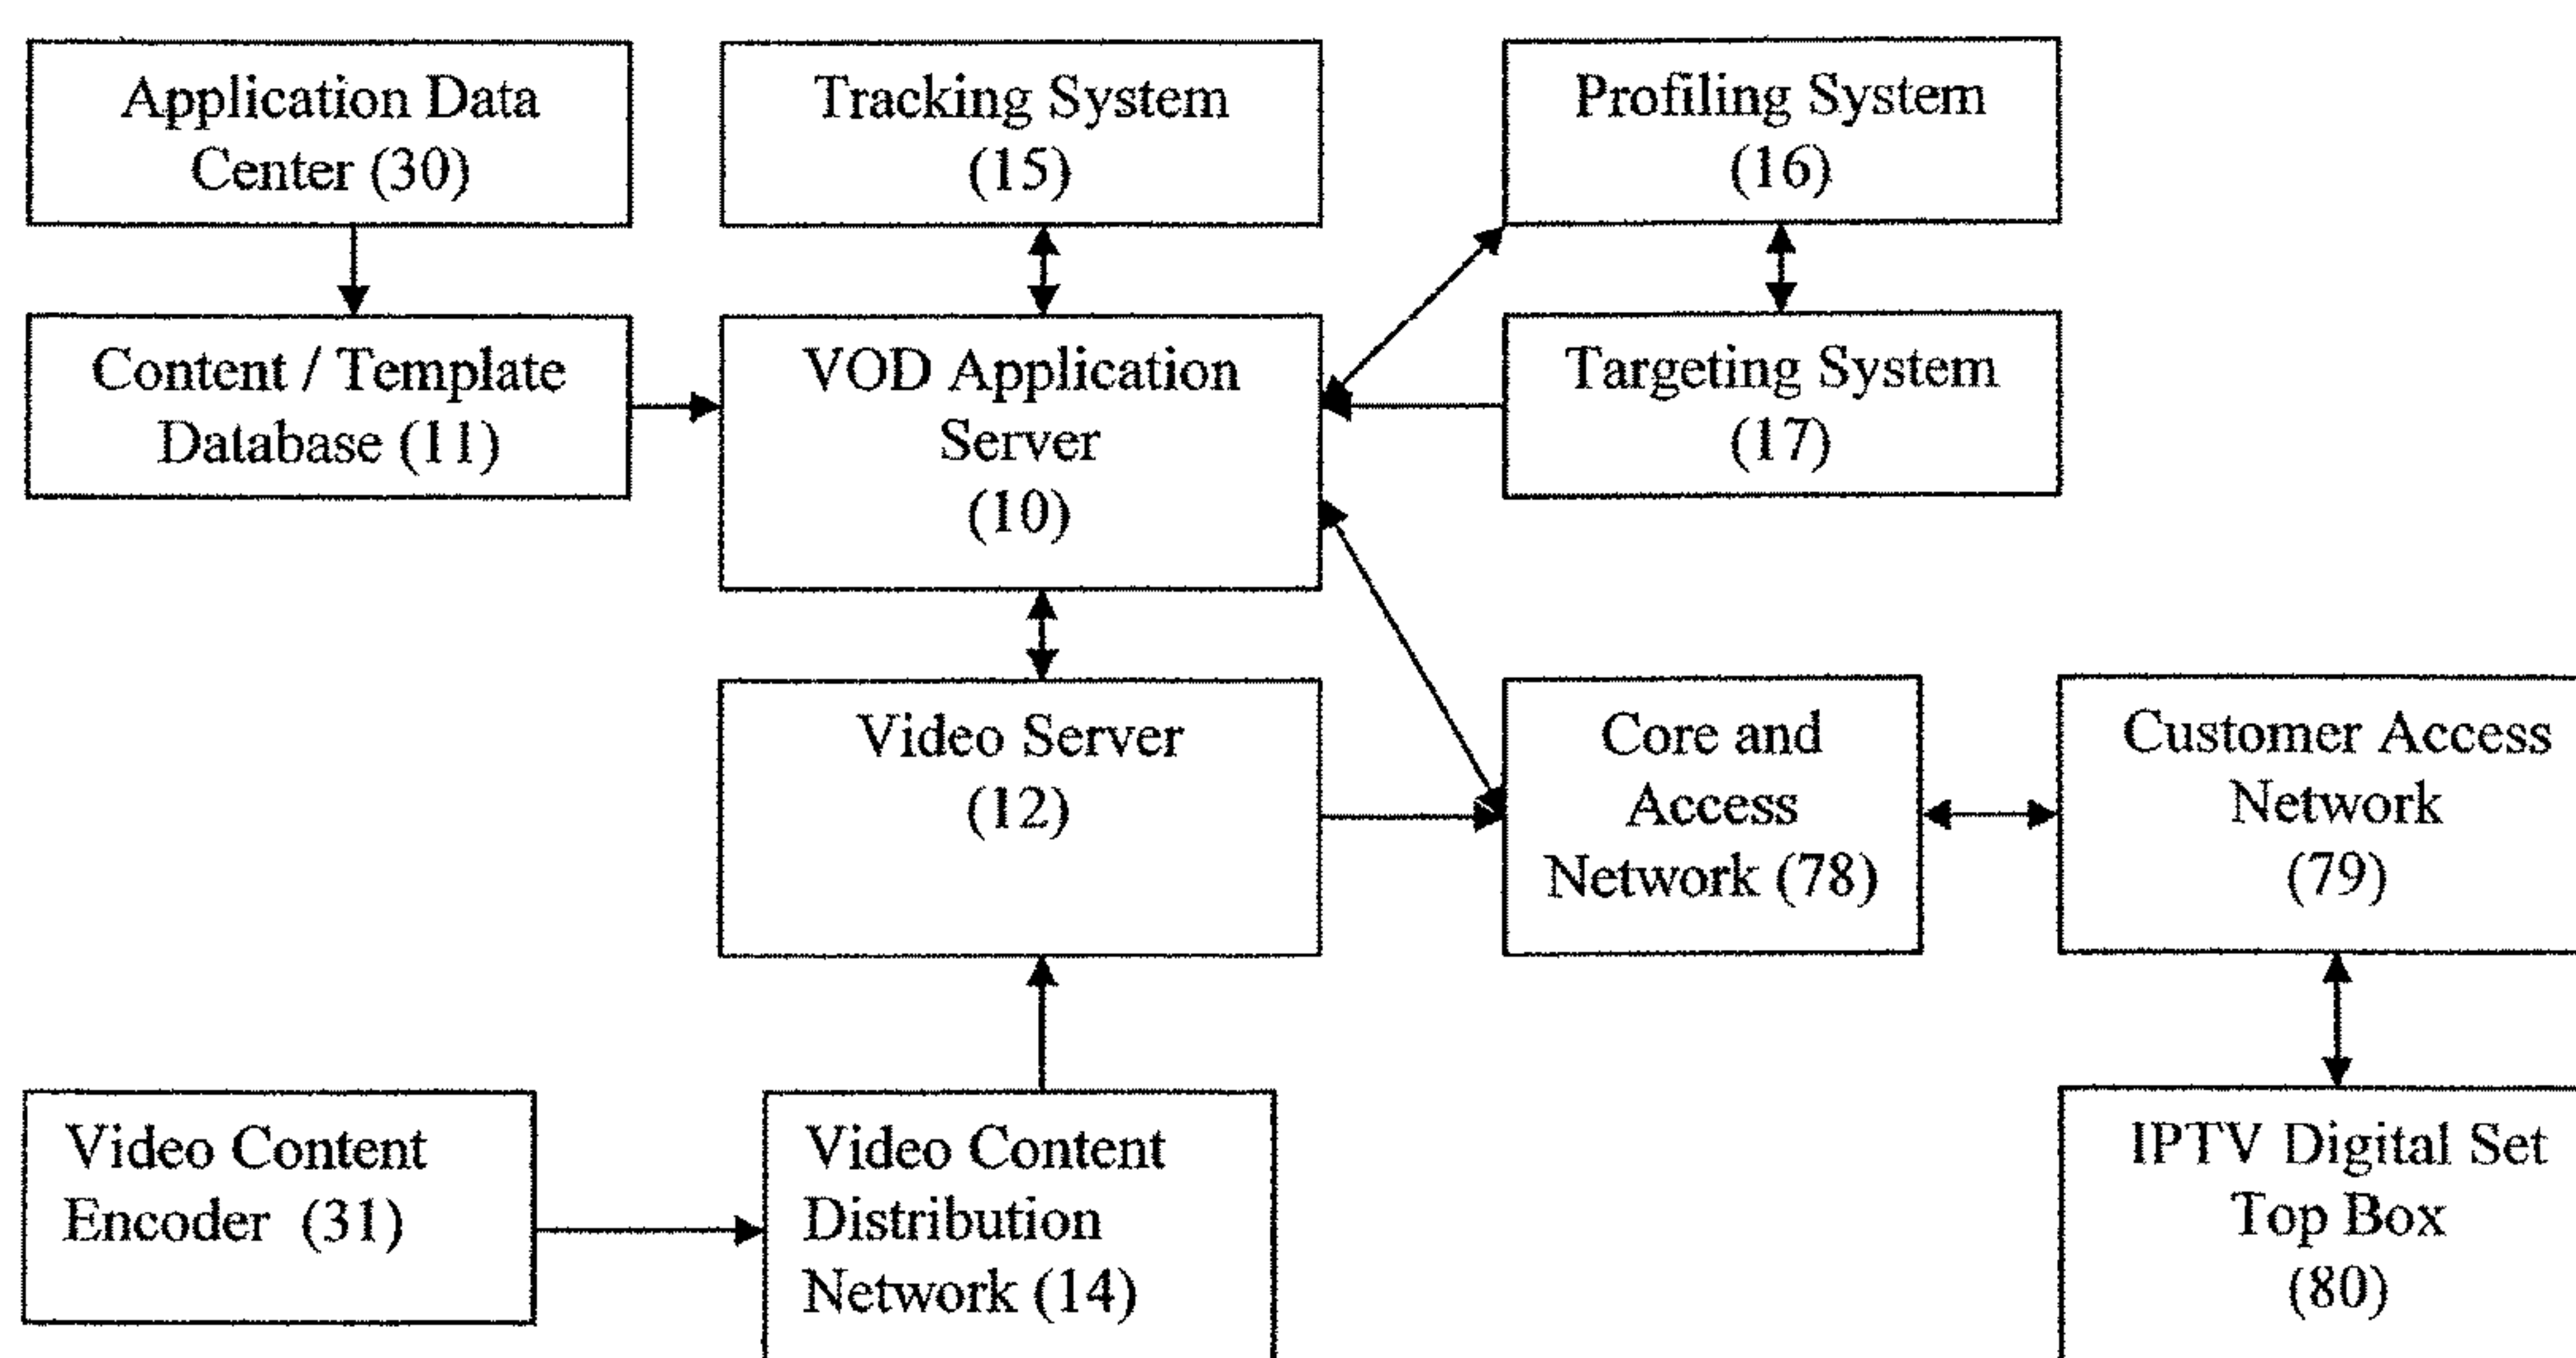 Application Data
Center (30)
Tracking System
(15)
Profiling System
(16)
Content / Template
Database (11)
VOD Application
Server
(10)
Targeting System
(17)
Video Server
(12)
Core and
Access
Network (78)
Customer Access
Network
(79)
Video Content
Encoder (31)
Video Content
Distribution
Network (14)
IPTV Digital Set
Top Box
(80)